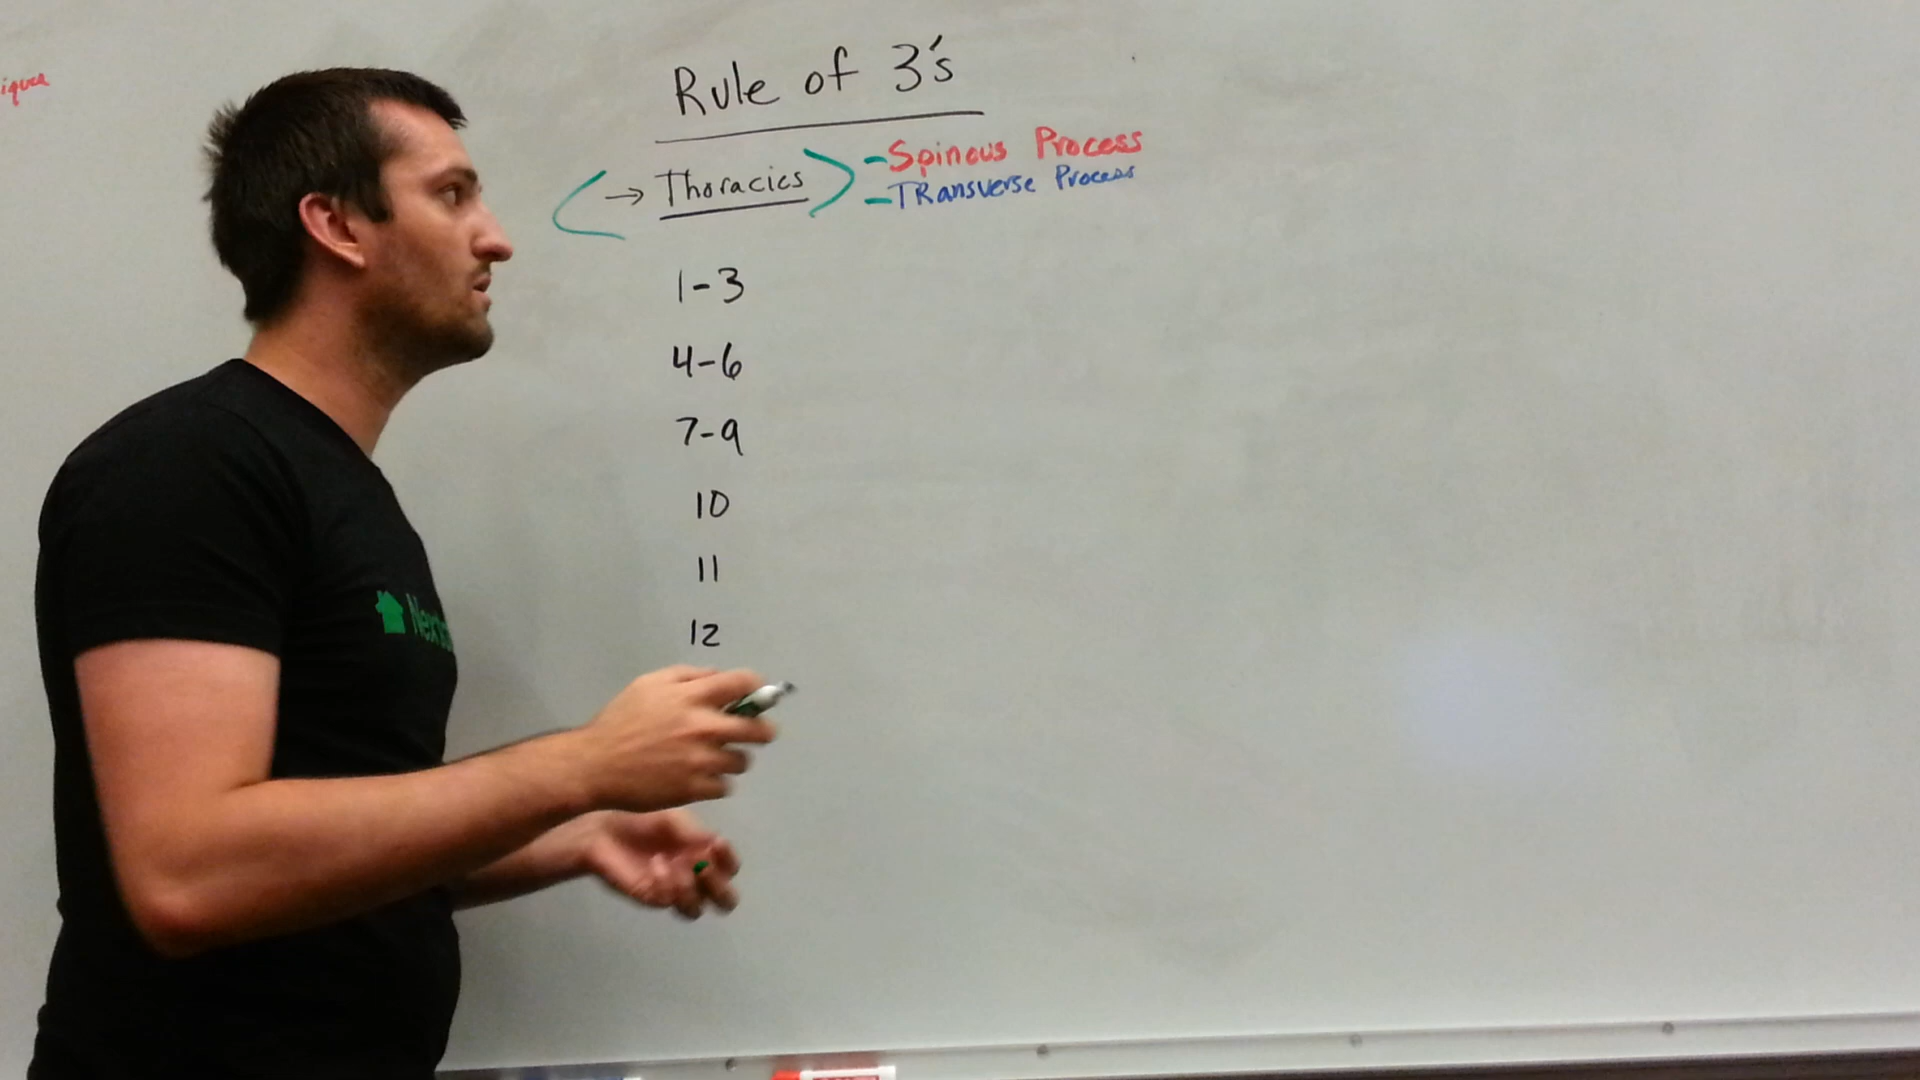 Rule of 3's
→ Thoracics
-Spinous Process
-TRansverse Process
1-3
4-6
7-9
10
11
12